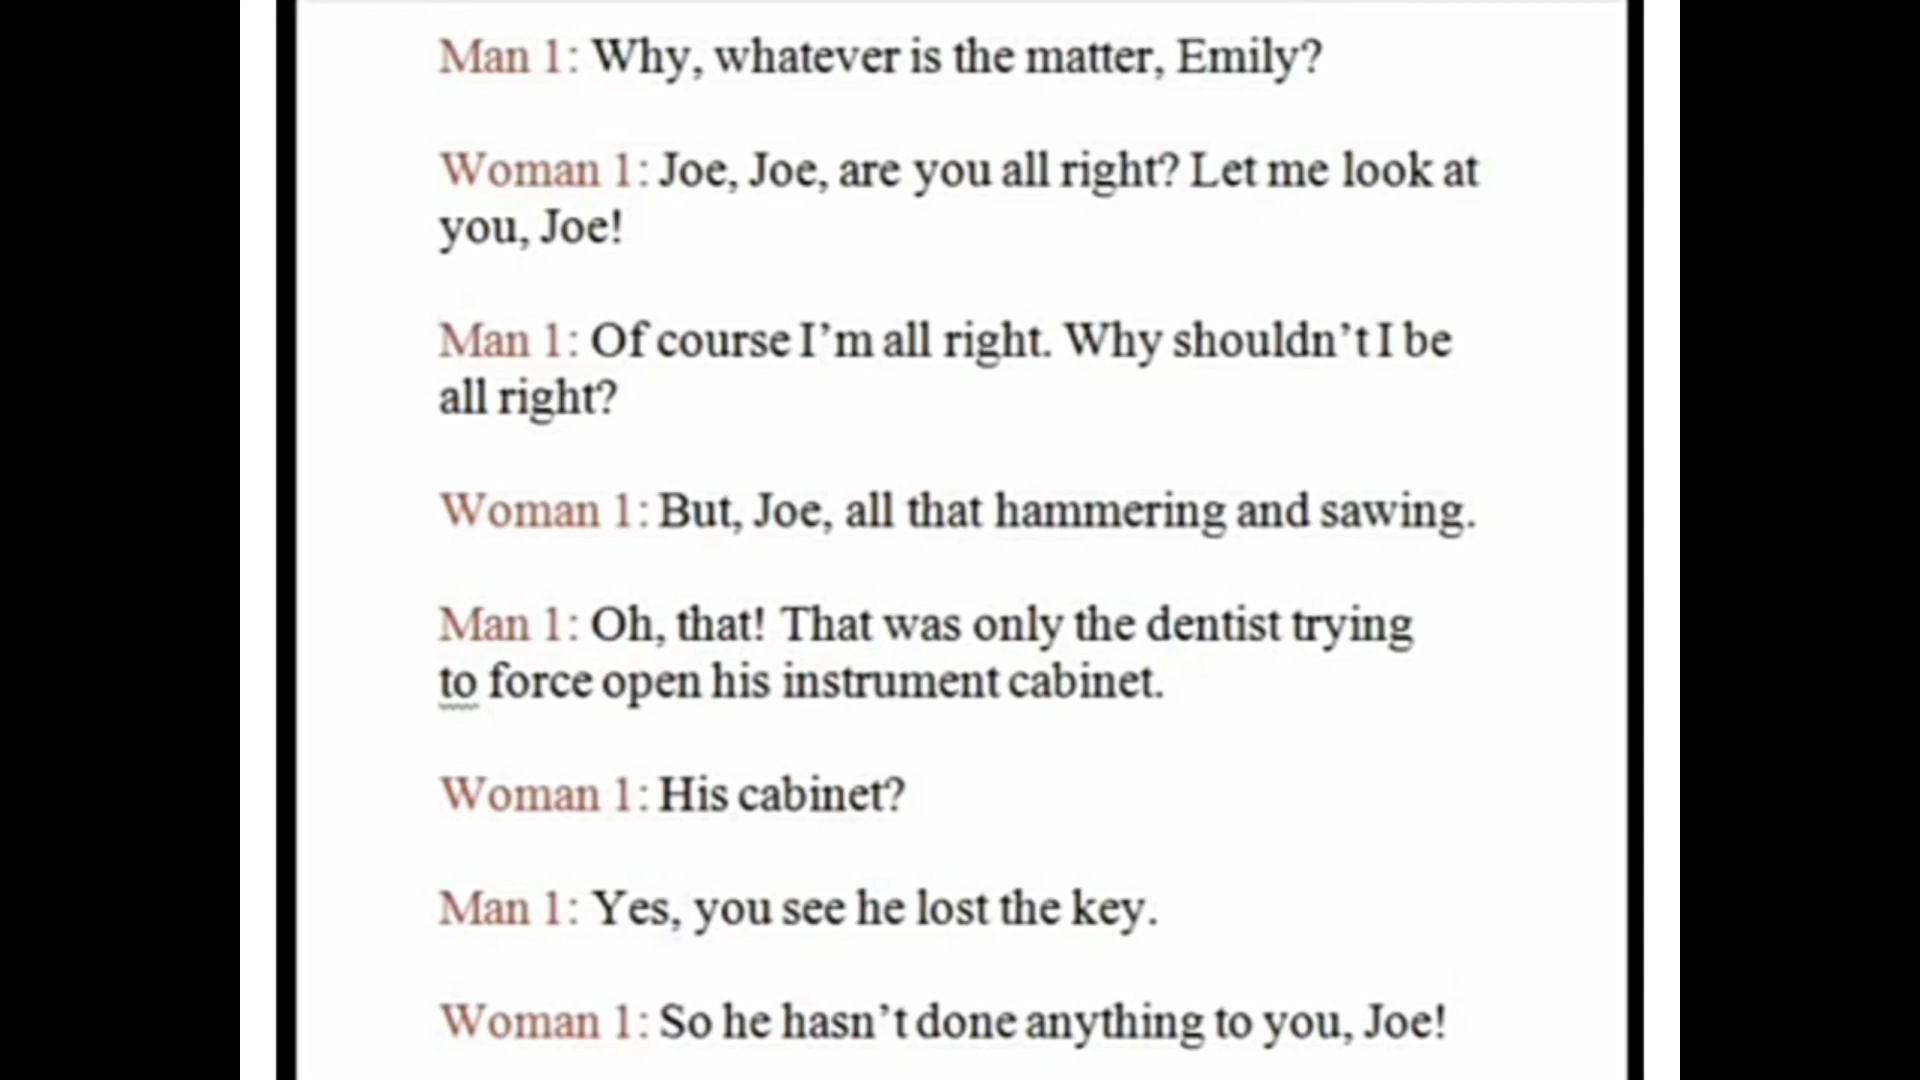 Man 1: Why, whatever is the matter, Emily?
Woman 1: Joe, Joe, are you all right? Let me look at
you, Joe!
Man 1: Of course I’m all right. Why shouldn’t I be
all right?
Woman 1: But, Joe, all that hammering and sawing.
Man 1: Oh, that! That was only the dentist trying
to force open his instrument cabinet.
Woman 1: His cabinet?
Man 1: Yes, you see he lost the key.
Woman 1: So he hasn’t done anything to you, Joe!